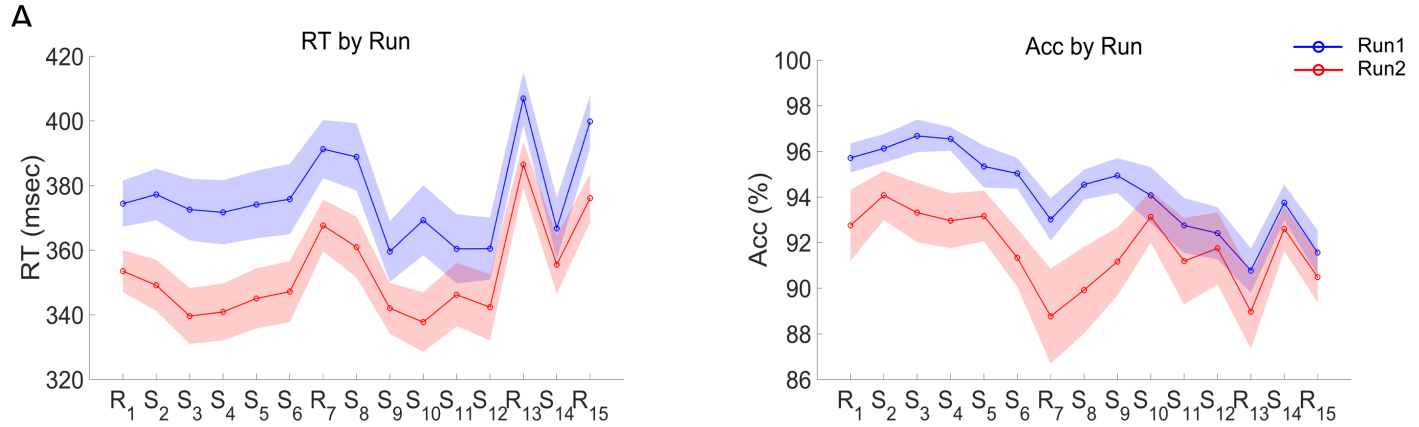 A
RT by Run
420
400
380
360
340
320
RT (msec)
R1 S2 S3 S4 S5 S6 R7 S8 S9 S10 S11 S12 R13 S14 R15
Acc by Run
100
98
96
94
92
90
88
86
Acc (%)
R1 S2 S3 S4 S5 S6 R7 S8 S9 S10 S11 S12 R13 S14 R15
Run1
Run2